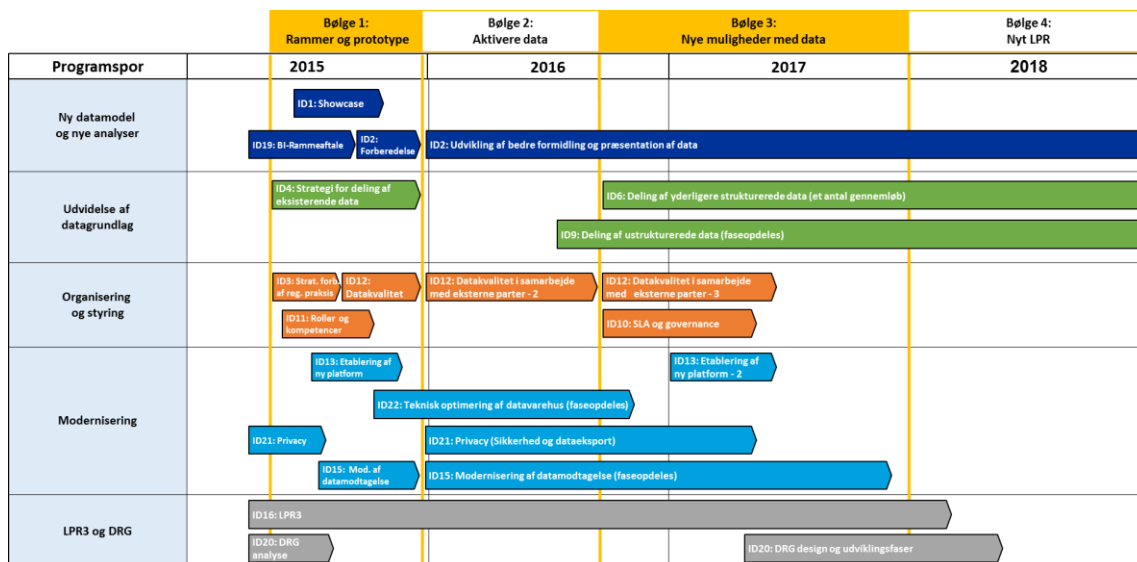 Bølge 1:
Rammer og prototype
Bølge 2:
Aktivere data
Bølge 3:
Nye muligheder med data
Bølge 4:
Nyt LPR
Programspor
2015
2016
2017
2018
Ny datamodel
og nye analyser
ID1: Showcase
ID19: BI-Rammeaftale
ID2:
Forberedelse
ID2: Udvikling af bedre formidling og præsentation af data
Udvidelse af
datagrundlag
ID4: Strategi for deling af
eksisterende data
ID6: Deling af yderligere strukturerede data (et antal gennemløb)
ID9: Deling af ustrukturerede data (faseopdeles)
Organisering
og styring
ID3: Strat. forb.
af reg. praksis
ID12:
Datakvalitet
ID12: Datakvalitet i samarbejde
med eksterne parter - 2
ID12: Datakvalitet i samarbejde
med eksterne parter - 3
ID11: Roller og
kompetencer
ID10: SLA og governance
Modernisering
ID13: Etablering af
ny platform
ID13: Etablering af
ny platform - 2
ID22: Teknisk optimering af datavarehus (faseopdeles)
ID21: Privacy
ID21: Privacy (Sikkerhed og dataeksport)
ID15: Mod. af
datamodtagelse
ID15: Modernisering af datamodtagelse (faseopdeles)
LPR3 og DRG
ID16: LPR3
ID20: DRG
analyse
ID20: DRG design og udviklingsfaser